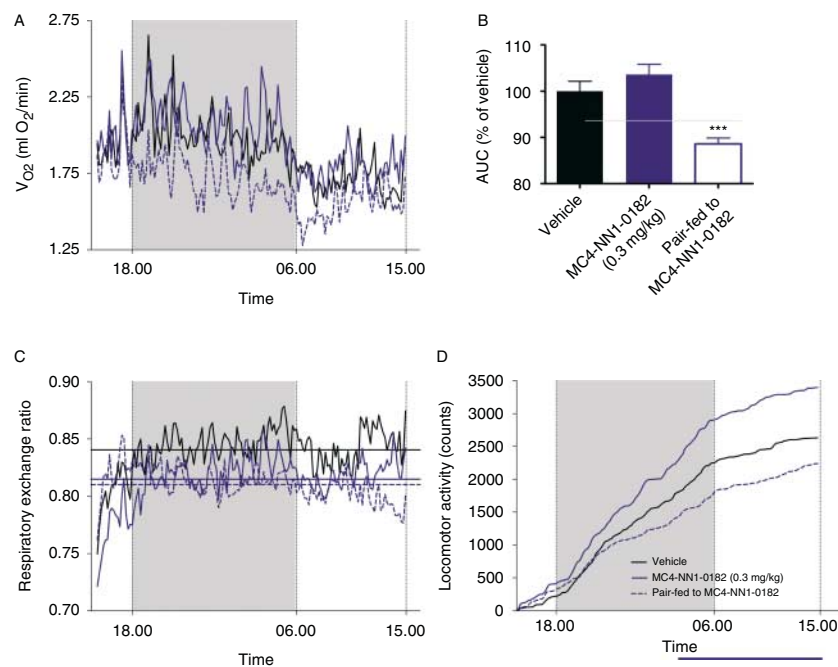 A
2.75
2.25
1.75
1.25
V̇O2 (ml O2/min)
18.00
06.00
15.00
Time
B
110
100
90
80
AUC (% of vehicle)
***
Vehicle
MC4-NN1-0182
(0.3 mg/kg)
Pair-fed to
MC4-NN1-0182
C
0.90
0.85
0.80
0.75
0.70
Respiratory exchange ratio
18.00
06.00
15.00
Time
D
3500
3000
2500
2000
1500
1000
500
0
Locomotor activity (counts)
Vehicle
MC4-NN1-0182 (0.3 mg/kg)
Pair-fed to MC4-NN1-0182
18.00
06.00
15.00
Time